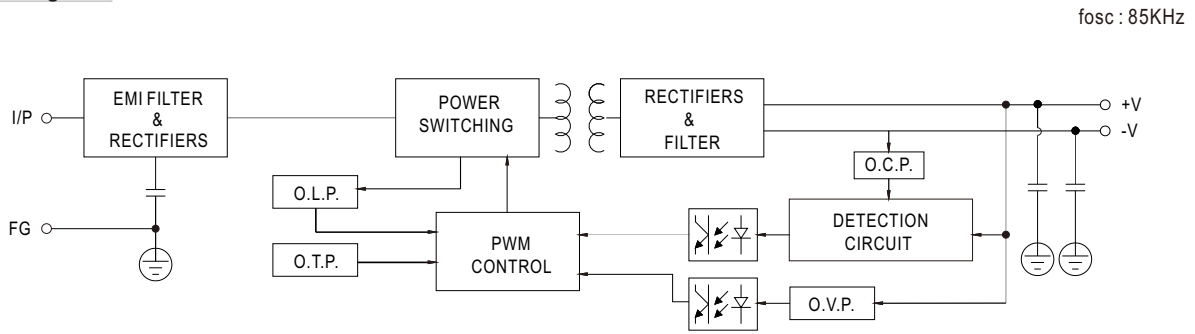 fosc : 85KHz
I/P
EMI FILTER
&
RECTIFIERS
POWER
SWITCHING
RECTIFIERS
&
FILTER
+V
-V
O.C.P.
O.L.P.
FG
PWM
CONTROL
DETECTION
CIRCUIT
O.T.P.
O.V.P.